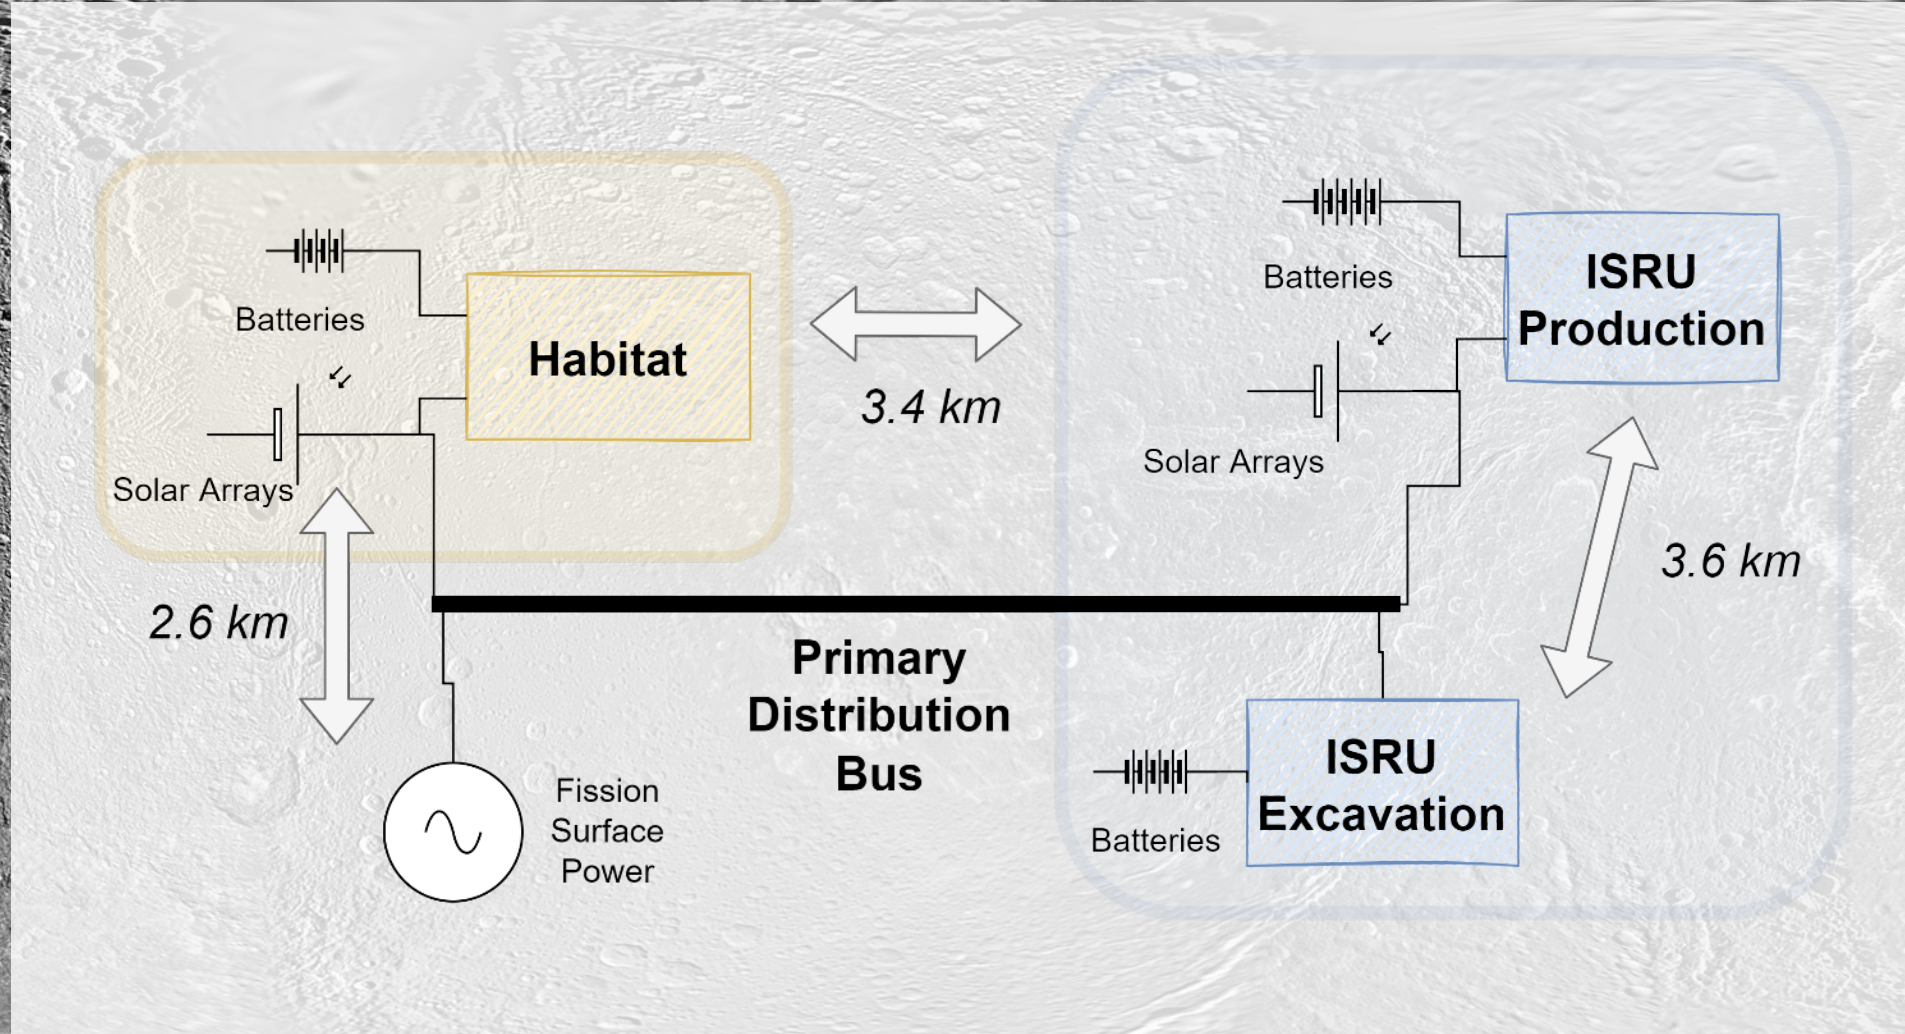 Batteries
Habitat
Solar Arrays
2.6 km
3.4 km
Batteries
ISRU
Production
Solar Arrays
3.6 km
Primary
Distribution
Bus
Fission
Surface
Power
ISRU
Excavation
Batteries